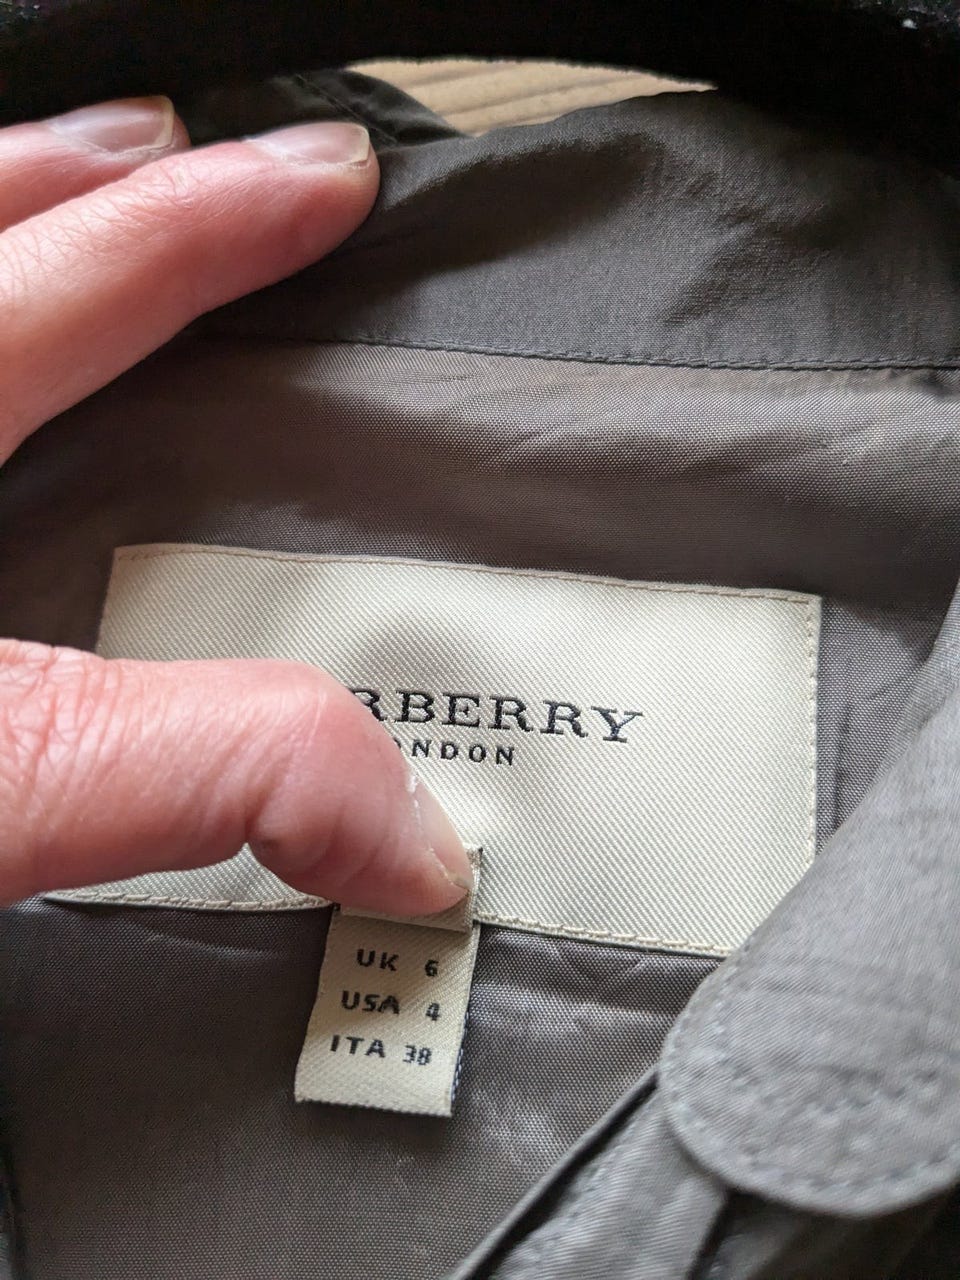 RBERRY
ONDON
UK 6
USA 4
ITA 38